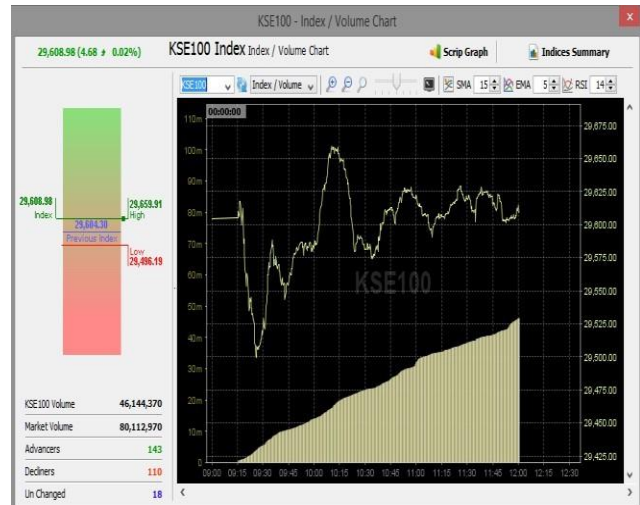 KSE100 - Index / Volume Chart
x
29,608.98 (4.68 0.02%)
KSE100 Index Index / Volume Chart
Scrip Graph
Indices Summary
KSE100
Index / Volume
SMA 15
EMA 5
RSI 14
00:00:00
110m
100m
90m
80m
70m
60m
50m
40m
30m
20m
10m
0
KSE100
29,675.00
29,650.00
29,625.00
29,600.00
29,575.00
29,550.00
29,525.00
29,500.00
29,475.00
29,450.00
29,425.00
09:00 09:15 09:30 09:45 10:00 10:15 10:30 10:45 11:00 11:15 11:30 11:45 12:00 12:30
29,608.98
Index
29,659.91
High
29,604.30
Previous Index
Low
29,496.19
KSE100 Volume 46,144,370
Market Volume 80,112,970
Advancers 143
Decliners 110
Un Changed 18